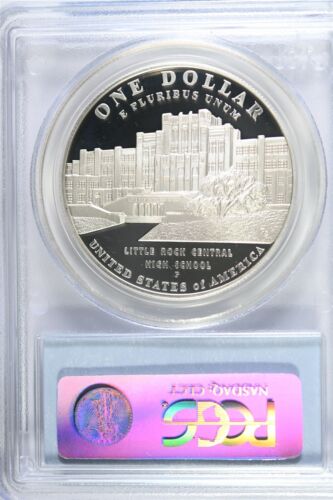 ONE DOLLAR
E PLURIBUS UNUM
LITTLE ROCK CENTRAL
HIGH SCHOOL
P
UNITED STATES of AMERICA
NASDAQ: CLCT
PCGS